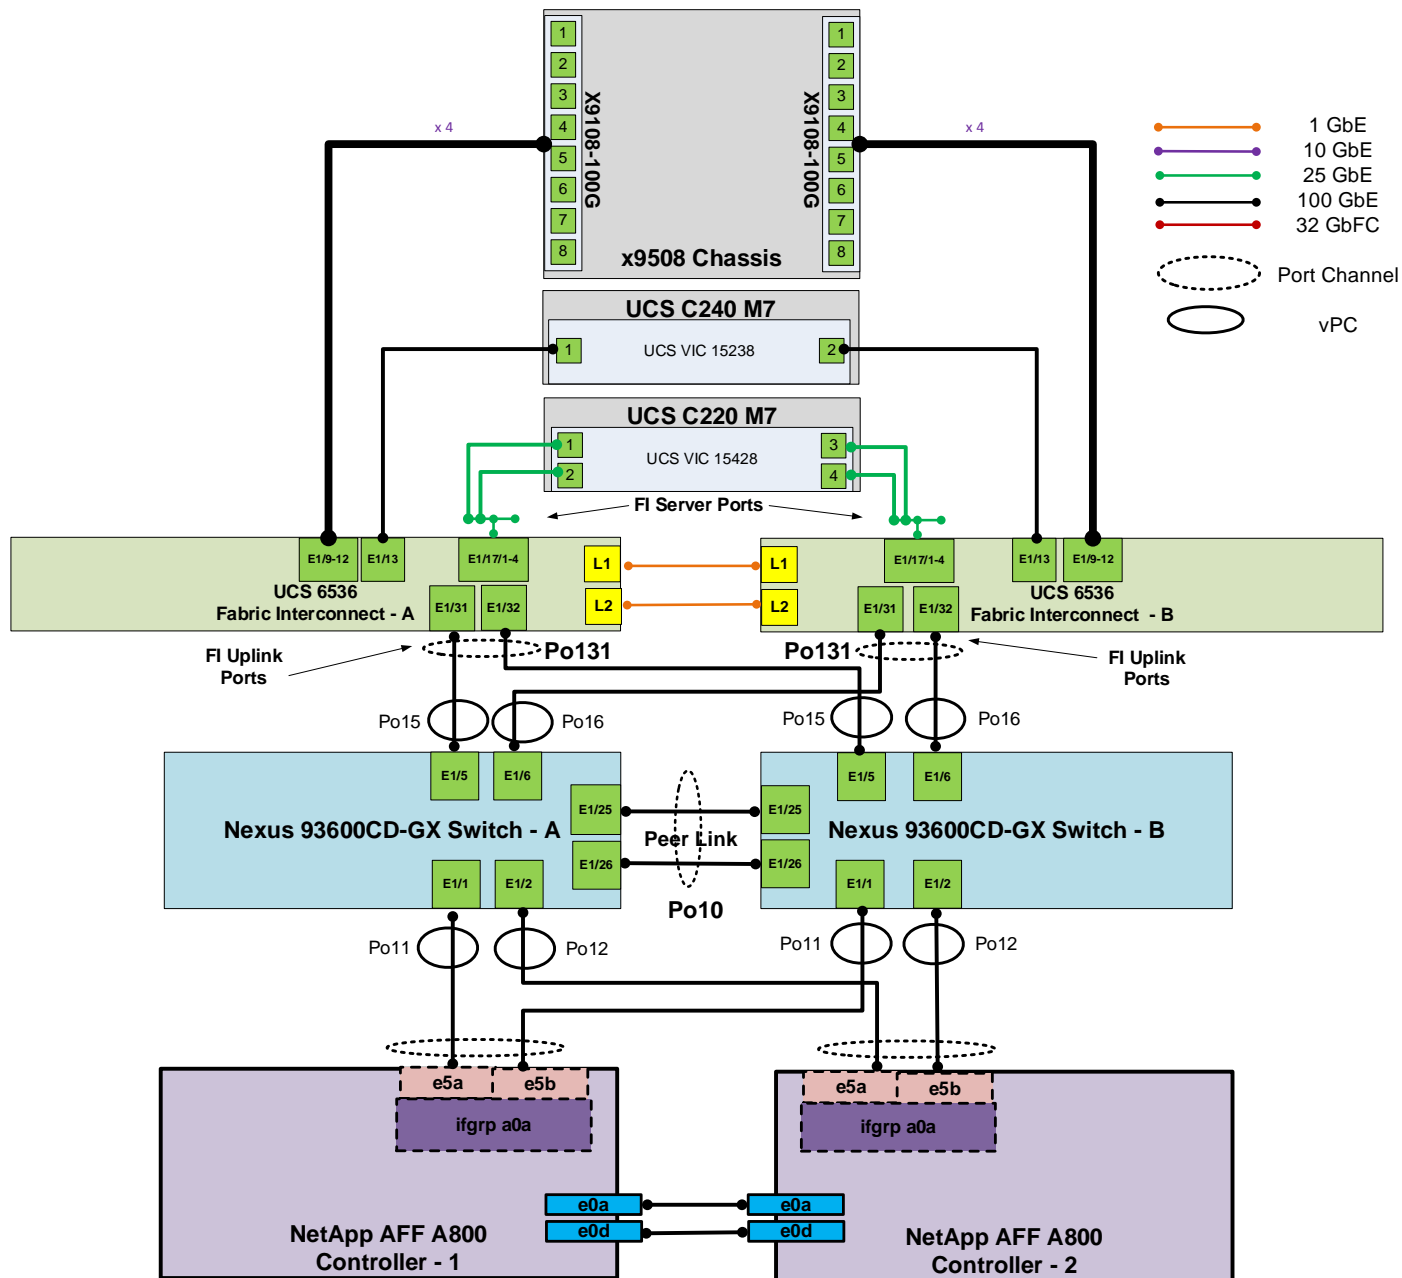 1
2
3
4
5
6
7
8
X9108-100G
X9108-100G
1
2
3
4
5
6
7
8
x 4
x 4
x9508 Chassis
1 GbE
10 GbE
25 GbE
100 GbE
32 GbFC
Port Channel
vPC
UCS C240 M7
1
UCS VIC 15238
2
UCS C220 M7
1
2
UCS VIC 15428
3
4
FI Server Ports
E1/9-12
E1/13
E1/17/1-4
L1
L1
E1/17/1-4
E1/13
E1/9-12
UCS 6536
Fabric Interconnect - A
E1/31
E1/32
L2
L2
E1/31
E1/32
UCS 6536
Fabric Interconnect - B
FI Uplink
Ports
Po131
Po131
FI Uplink
Ports
Po15
Po16
Po15
Po16
E1/5
E1/6
E1/5
E1/6
E1/25
E1/25
Nexus 93600CD-GX Switch - A
Peer Link
Nexus 93600CD-GX Switch - B
E1/26
E1/26
E1/1
E1/2
E1/1
E1/2
Po10
Po11
Po12
Po11
Po12
e5a
e5b
ifgrp a0a
e5a
e5b
ifgrp a0a
e0a
e0a
e0d
e0d
NetApp AFF A800
Controller - 1
NetApp AFF A800
Controller - 2